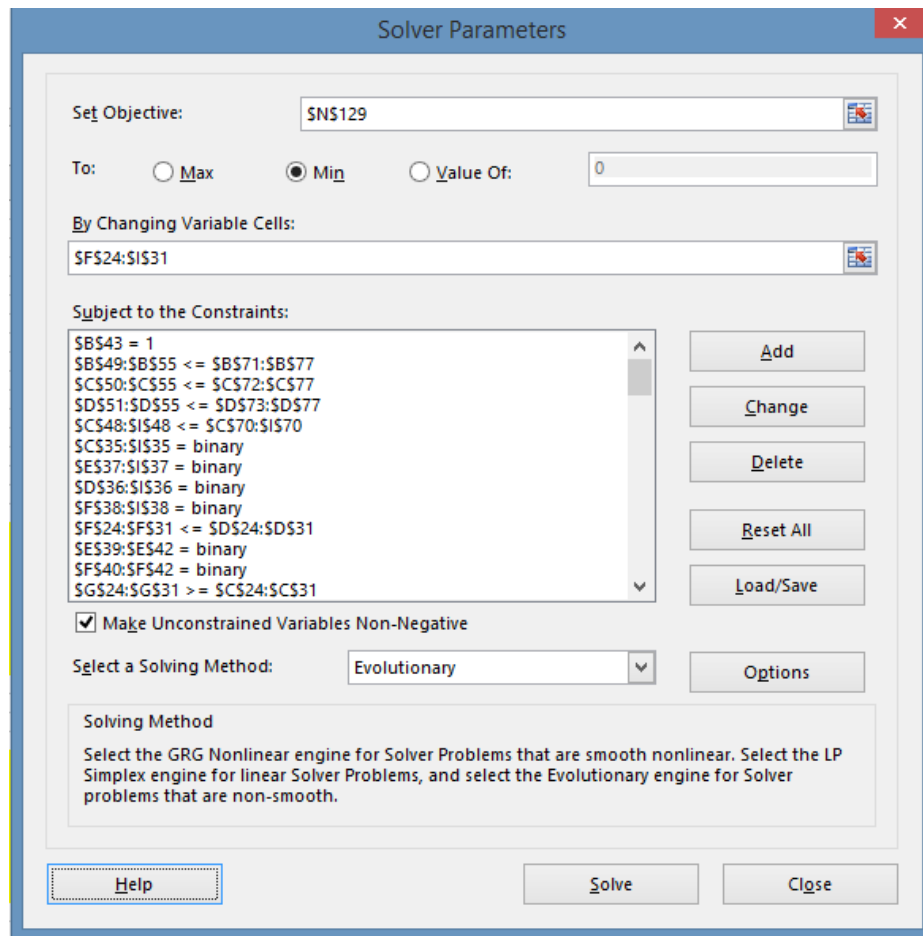 Solver Parameters
Set Objective:
$N$129
To:
Max
Min
Value Of:
0
By Changing Variable Cells:
$F$24:$I$31
Subject to the Constraints:
$B$43 = 1
$B$49:$B$55 <= $B$71:$B$77
$C$50:$C$55 <= $C$72:$C$77
$D$51:$D$55 <= $D$73:$D$77
$C$48:$I$48 <= $C$70:$I$70
$C$35:$I$35 = binary
$E$37:$I$37 = binary
$D$36:$I$36 = binary
$F$38:$I$38 = binary
$F$24:$F$31 <= $D$24:$D$31
$E$39:$E$42 = binary
$F$40:$F$42 = binary
$G$24:$G$31 >= $C$24:$C$31
Add
Change
Delete
Reset All
Load/Save
Make Unconstrained Variables Non-Negative
Select a Solving Method:
Evolutionary
Options
Solving Method
Select the GRG Nonlinear engine for Solver Problems that are smooth nonlinear. Select the LP
Simplex engine for linear Solver Problems, and select the Evolutionary engine for Solver
problems that are non-smooth.
Help
Solve
Close